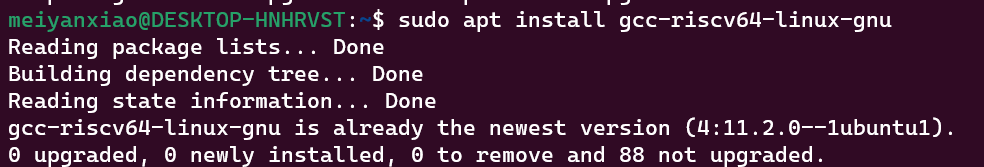 meiyanxiao@DESKTOP-HNHRVST:~$ sudo apt install gcc-riscv64-linux-gnu
Reading package lists... Done
Building dependency tree... Done
Reading state information... Done
gcc-riscv64-linux-gnu is already the newest version (4:11.2.0--1ubuntu1).
0 upgraded, 0 newly installed, 0 to remove and 88 not upgraded.